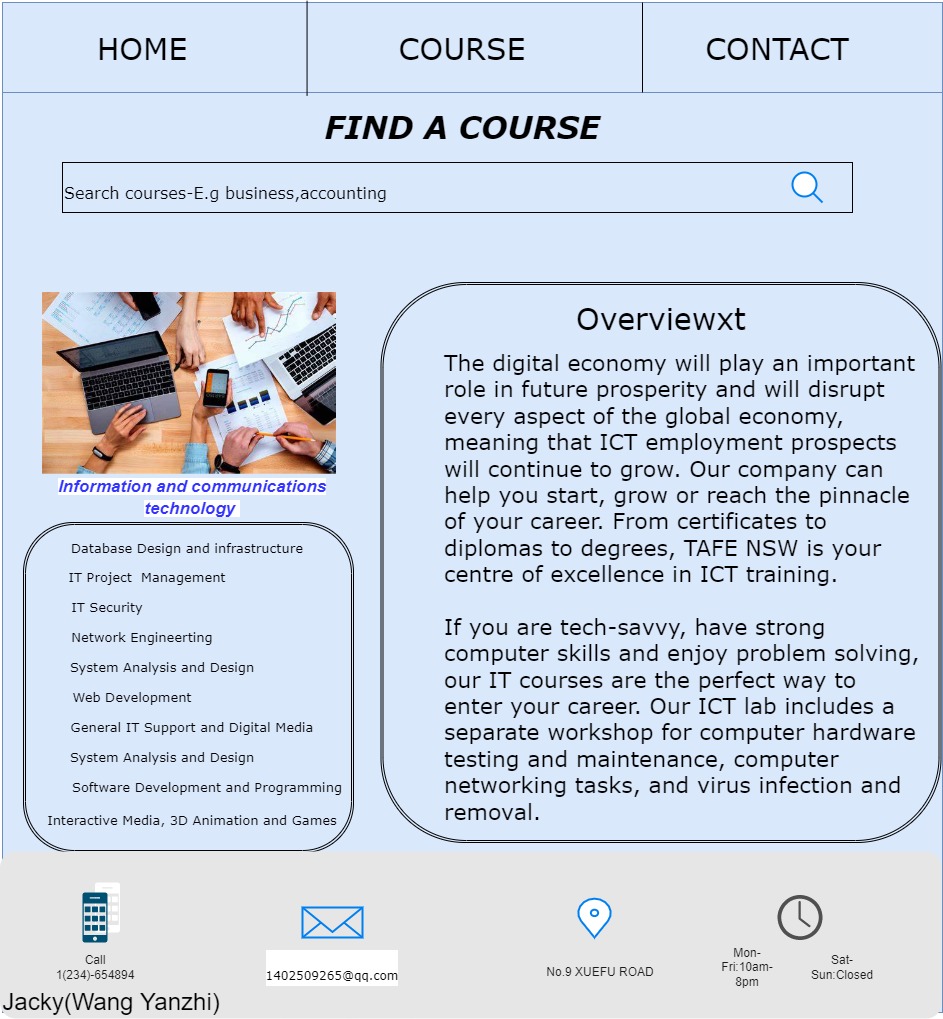 HOME
COURSE
CONTACT
FIND A COURSE
Search courses-E.g business,accounting
Information and communications
technology
Database Design and infrastructure
IT Project  Management
IT Security
Network Engineerting
System Analysis and Design
Web Development
General IT Support and Digital Media
System Analysis and Design
Software Development and Programming
Interactive Media, 3D Animation and Games
Overviewxt
The digital economy will play an important
role in future prosperity and will disrupt
every aspect of the global economy,
meaning that ICT employment prospects
will continue to grow. Our company can
help you start, grow or reach the pinnacle
of your career. From certificates to
diplomas to degrees, TAFE NSW is your
centre of excellence in ICT training.
If you are tech-savvy, have strong
computer skills and enjoy problem solving,
our IT courses are the perfect way to
enter your career. Our ICT lab includes a
separate workshop for computer hardware
testing and maintenance, computer
networking tasks, and virus infection and
removal.
Call
1(234)-654894
1402509265@qq.com
No.9 XUEFU ROAD
Mon-
Fri:10am-
8pm
Sat-
Sun:Closed
Jacky(Wang Yanzhi)